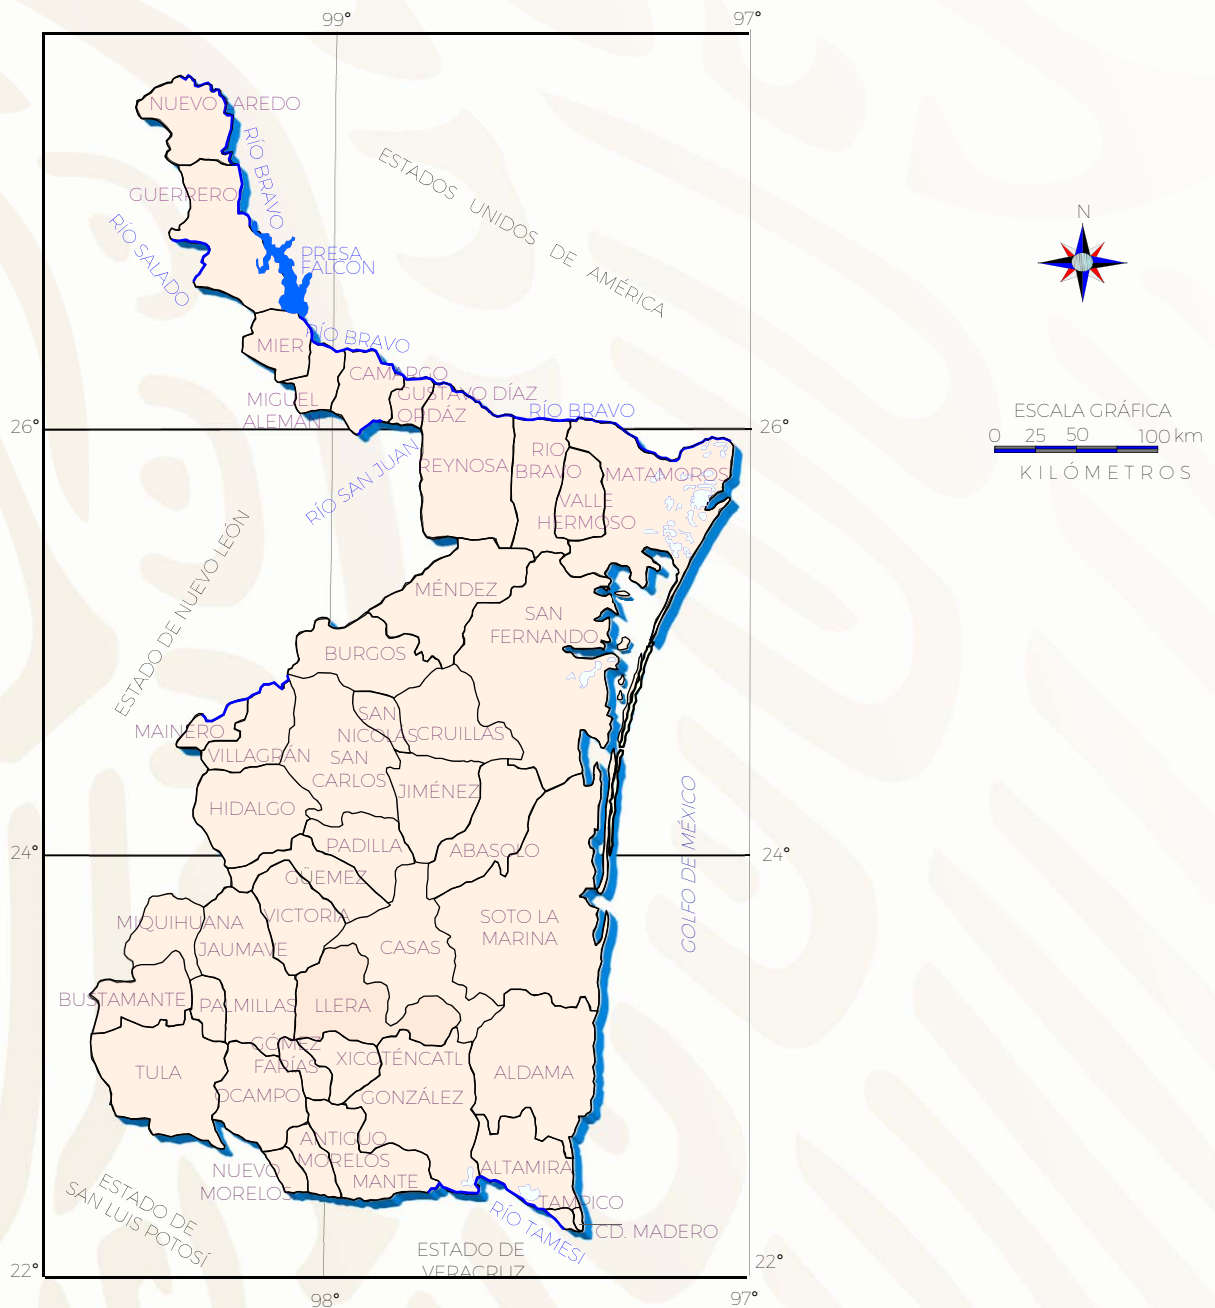 99°
97°
NUEVO LAREDO
RÍO BRAVO
ESTADOS UNIDOS DE AMÉRICA
GUERRERO
N
RÍO SALADO
PRESA
FALCÓN
RÍO BRAVO
MIER
CAMARGO
GUSTAVO DÍAZ
ORDÁZ
MIGUEL
ALEMÁN
RÍO BRAVO
ESCALA GRÁFICA
0 25 50 100 km
KILÓMETROS
26°
26°
RÍO SAN JUAN
REYNOSA
RIO
BRAVO
MATAMOROS
VALLE
HERMOSO
ESTADO DE NUEVO LEÓN
MÉNDEZ
SAN
FERNANDO
BURGOS
MAINERO
SAN
NICOLÁS
CRUILLAS
VILLAGRÁN
SAN
CARLOS
JIMÉNEZ
HIDALGO
GOLFO DE MÉXICO
PADILLA
ABASOLO
24°
24°
GÜEMEZ
MIQUIHUANA
VICTORIA
SOTO LA
MARINA
JAUMAVE
CASAS
BUSTAMANTE
PALMILLAS
LLERA
GÓMEZ
FARÍAS
XICOTÉNCATL
TULA
ALDAMA
OCAMPO
GONZÁLEZ
ANTIGUO
MORELOS
NUEVO
MORELOS
MANTE
ALTAMIRA
TAMPICO
CD. MADERO
RÍO TAMESI
ESTADO DE
SAN LUIS POTOSÍ
ESTADO DE
VERACRUZ
22°
22°
98°
97°